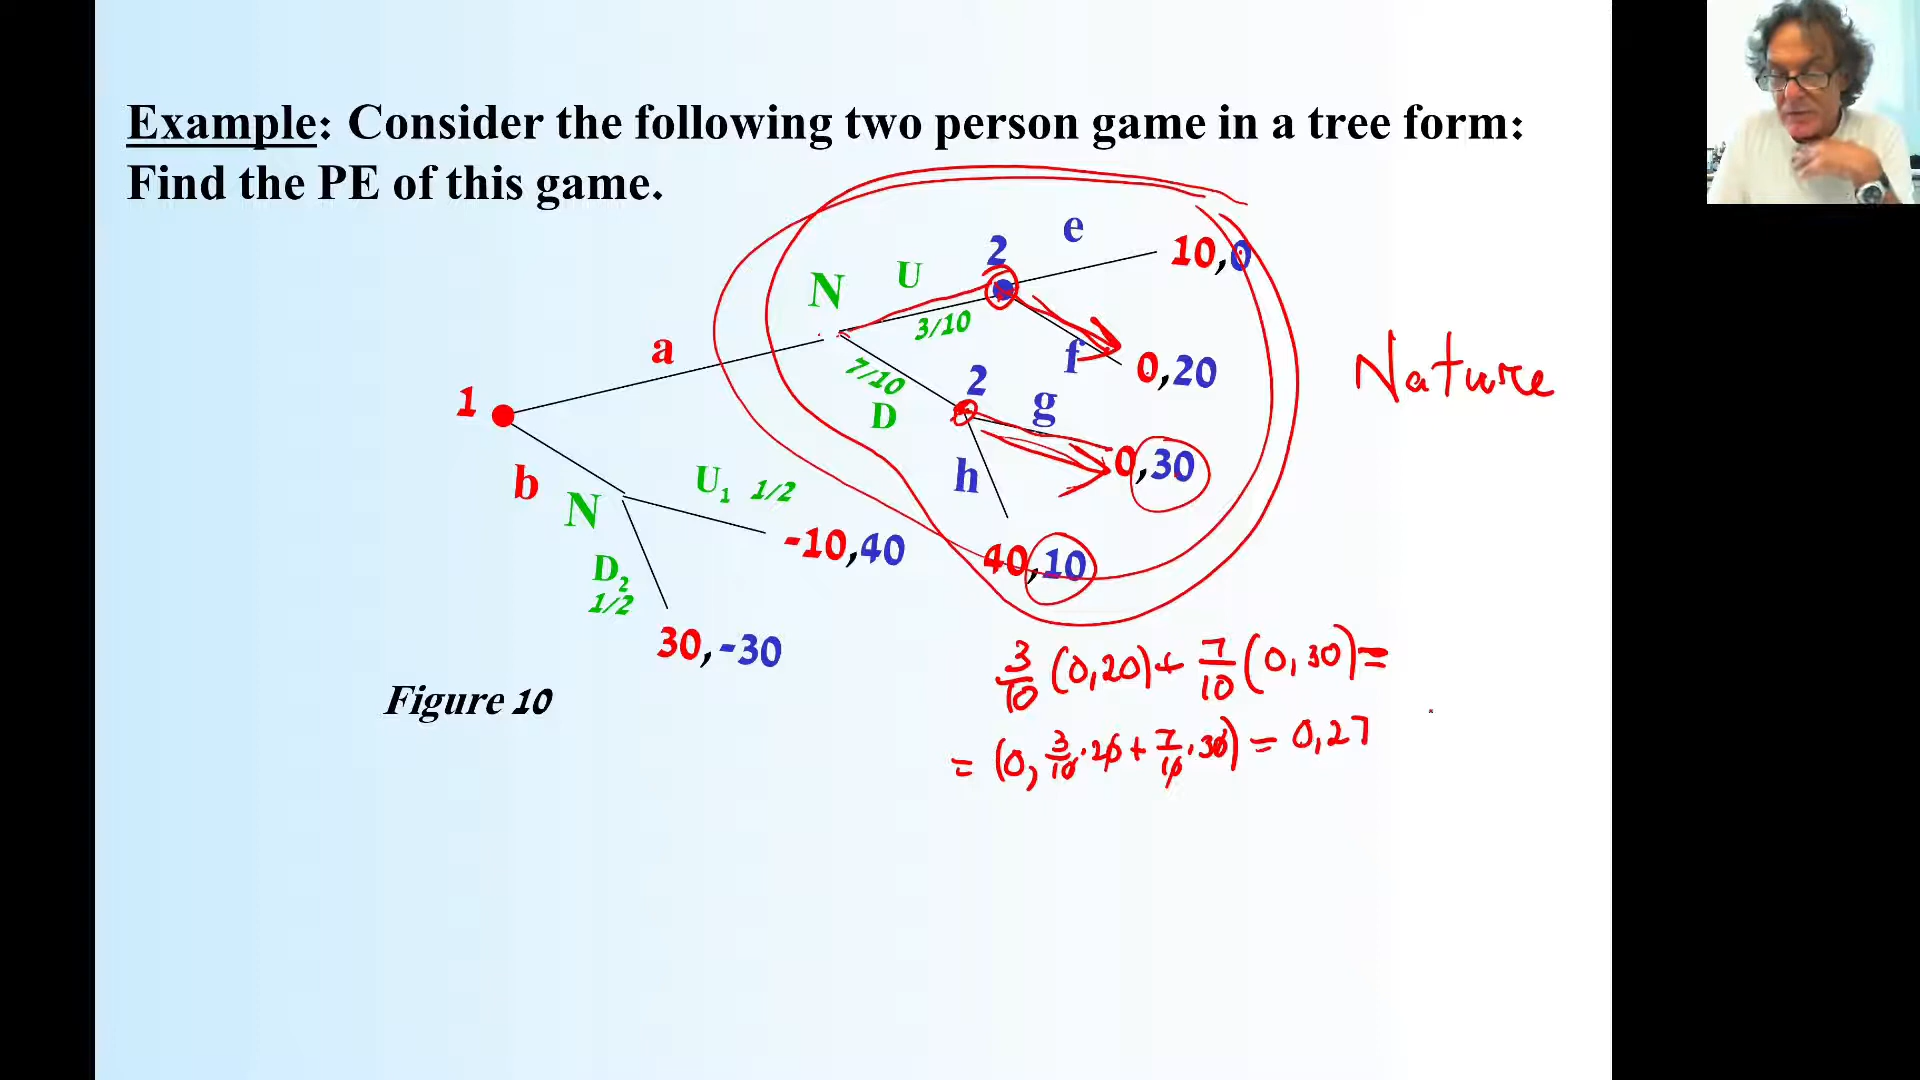 Example: Consider the following two person game in a tree form:
Find the PE of this game.
e
2
10,0
U
N
3/10
f
0,20
Nature
a
7/10
2
D
g
1
0,30
h
b
U1 1/2
N
-10,40
40,10
D2
1/2
30,-30
3/10 (0,20) + 7/10 (0,30) =
= (0, 3/10 · 20 + 7/10 · 30) = 0,27
Figure 10